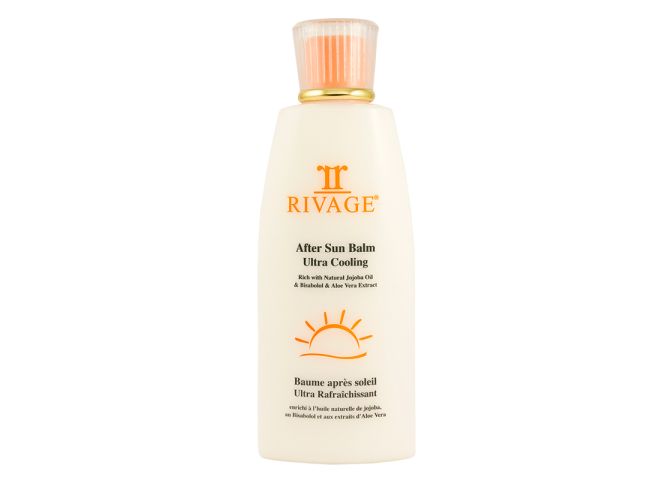 RIVAGE®
After Sun Balm
Ultra Cooling
Rich with Natural Jojoba Oil
& Bisabolol & Aloe Vera Extract
Baume après soleil
Ultra Rafraîchissant
enrichi à l'huile naturelle de jojoba,
au Bisabolol et aux extraits d'Aloe Vera